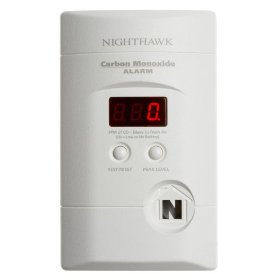 NIGHTHAWK
Carbon Monoxide
ALARM
0
TEST/RESET PEAK LEVEL
N